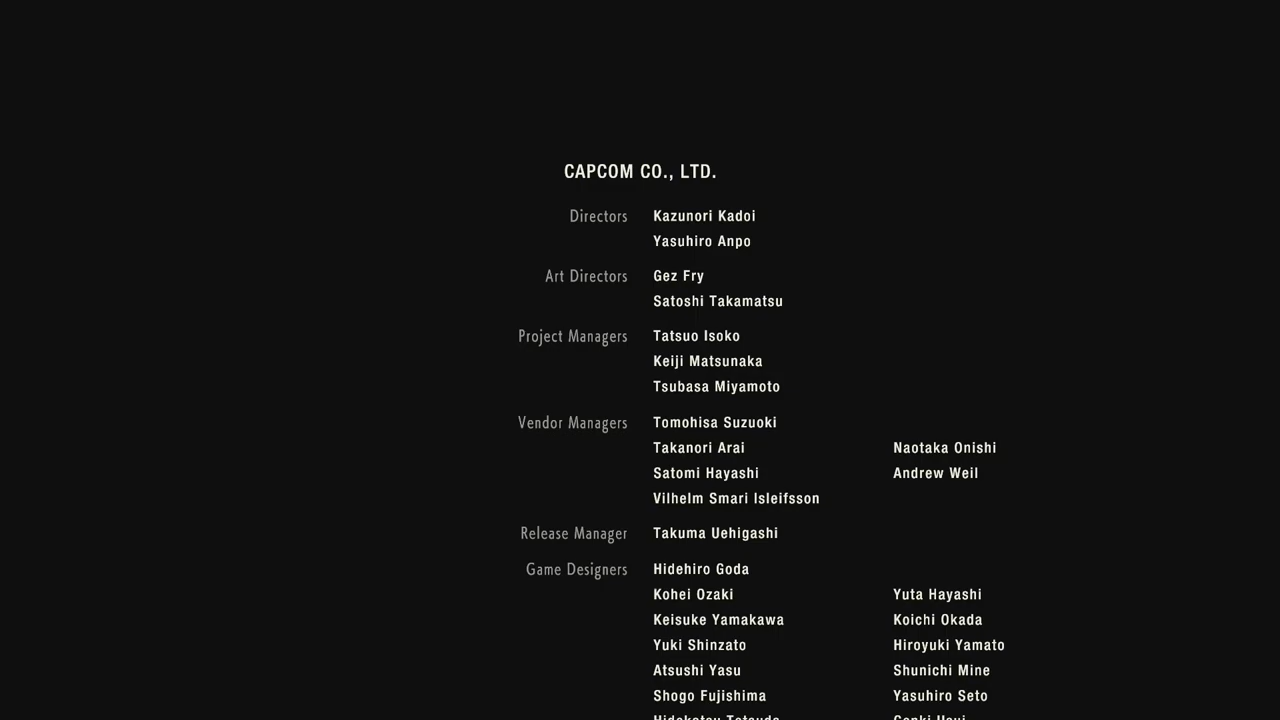 CAPCOM CO., LTD.
Directors Kazunori Kadoi
Yasuhiro Anpo
Art Directors Gez Fry
Satoshi Takamatsu
Project Managers Tatsuo Isoko
Keiji Matsunaka
Tsubasa Miyamoto
Vendor Managers Tomohisa Suzuoki
Takanori Arai Naotaka Onishi
Satomi Hayashi Andrew Weil
Vilhelm Smari Isleifsson
Release Manager Takuma Uehigashi
Game Designers Hidehiro Goda
Kohei Ozaki Yuta Hayashi
Keisuke Yamakawa Koichi Okada
Yuki Shinzato Hiroyuki Yamato
Atsushi Yasu Shunichi Mine
Shogo Fujishima Yasuhiro Seto